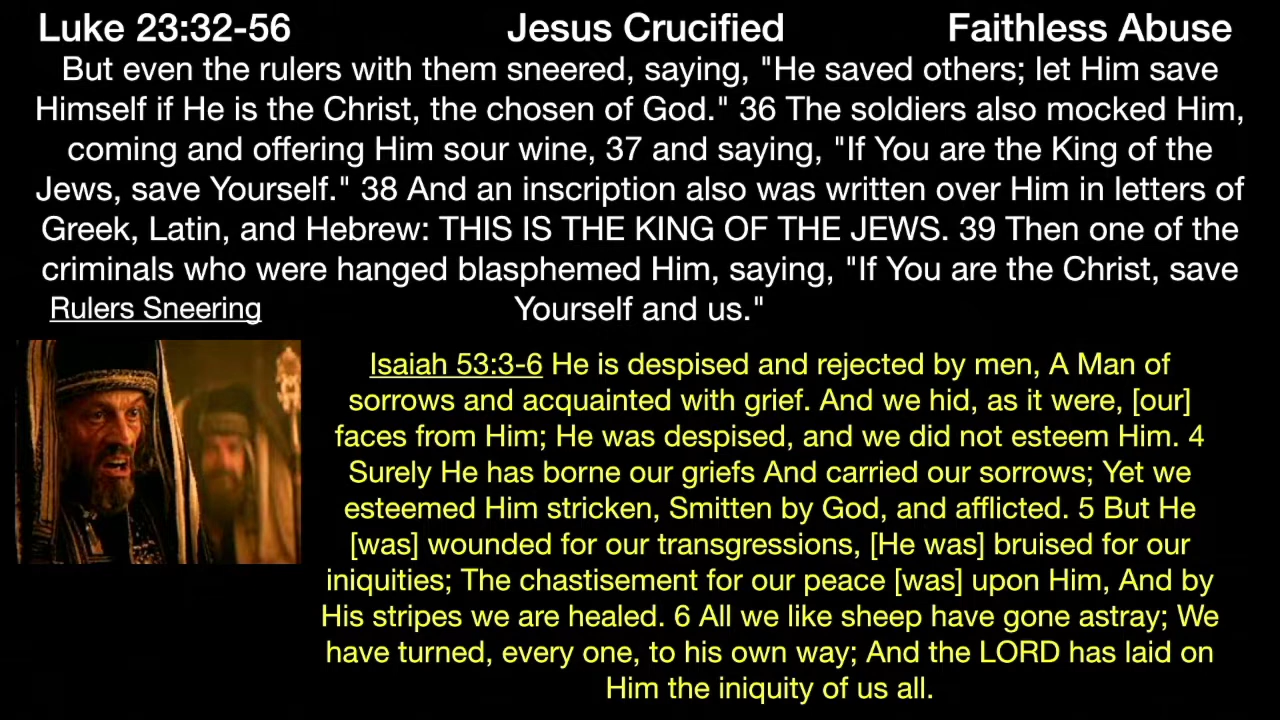 Luke 23:32-56 Jesus Crucified Faithless Abuse
But even the rulers with them sneered, saying, "He saved others; let Him save
Himself if He is the Christ, the chosen of God." 36 The soldiers also mocked Him,
coming and offering Him sour wine, 37 and saying, "If You are the King of the
Jews, save Yourself." 38 And an inscription also was written over Him in letters of
Greek, Latin, and Hebrew: THIS IS THE KING OF THE JEWS. 39 Then one of the
criminals who were hanged blasphemed Him, saying, "If You are the Christ, save
Yourself and us."
Rulers Sneering
Isaiah 53:3-6 He is despised and rejected by men, A Man of
sorrows and acquainted with grief. And we hid, as it were, [our]
faces from Him; He was despised, and we did not esteem Him. 4
Surely He has borne our griefs And carried our sorrows; Yet we
esteemed Him stricken, Smitten by God, and afflicted. 5 But He
[was] wounded for our transgressions, [He was] bruised for our
iniquities; The chastisement for our peace [was] upon Him, And by
His stripes we are healed. 6 All we like sheep have gone astray; We
have turned, every one, to his own way; And the LORD has laid on
Him the iniquity of us all.